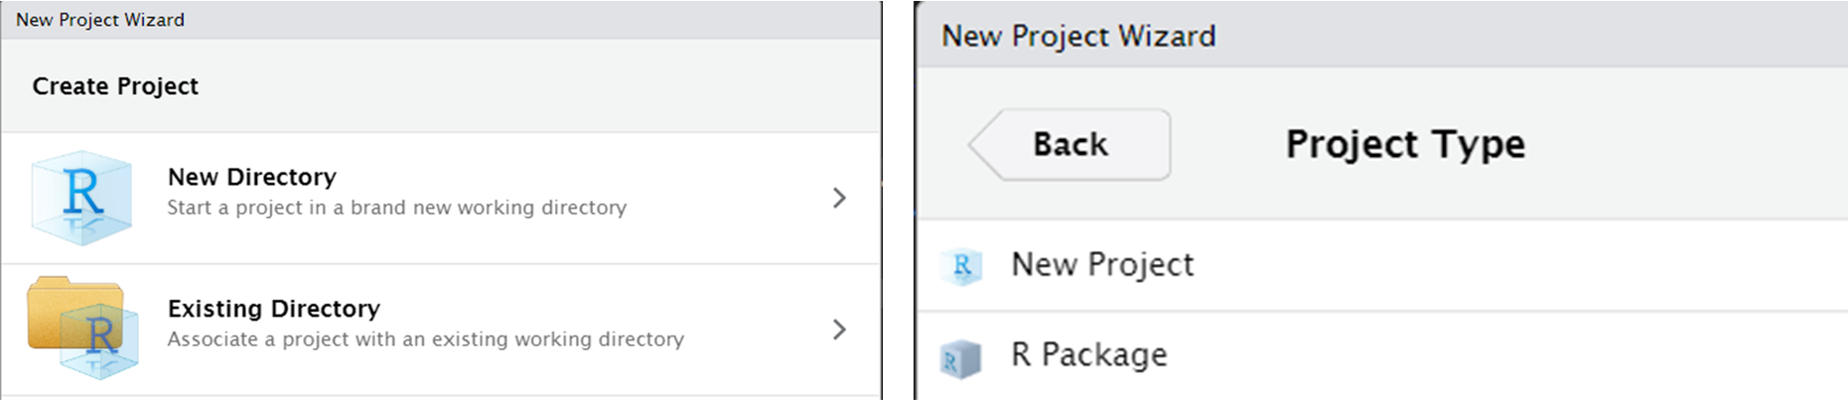 New Project Wizard
Create Project
R
New Directory
Start a project in a brand new working directory
R
Existing Directory
Associate a project with an existing working directory
New Project Wizard
Back
Project Type
R
New Project
R
R Package